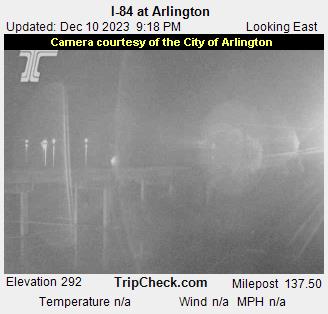 I-84 at Arlington
Updated: Dec 10 2023 9:18 PM Looking East
Camera courtesy of the City of Arlington
Elevation 292 TripCheck.com Milepost 137.50
Temperature n/a Wind n/a MPH n/a